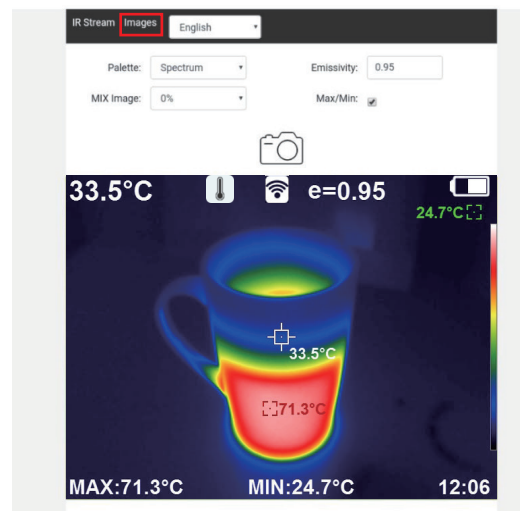 IR Stream Images English
Palette: Spectrum Emissivity: 0.95
MIX Image: 0% Max/Min:
33.5°C e=0.95
24.7°C
33.5°C
71.3°C
MAX:71.3°C MIN:24.7°C 12:06